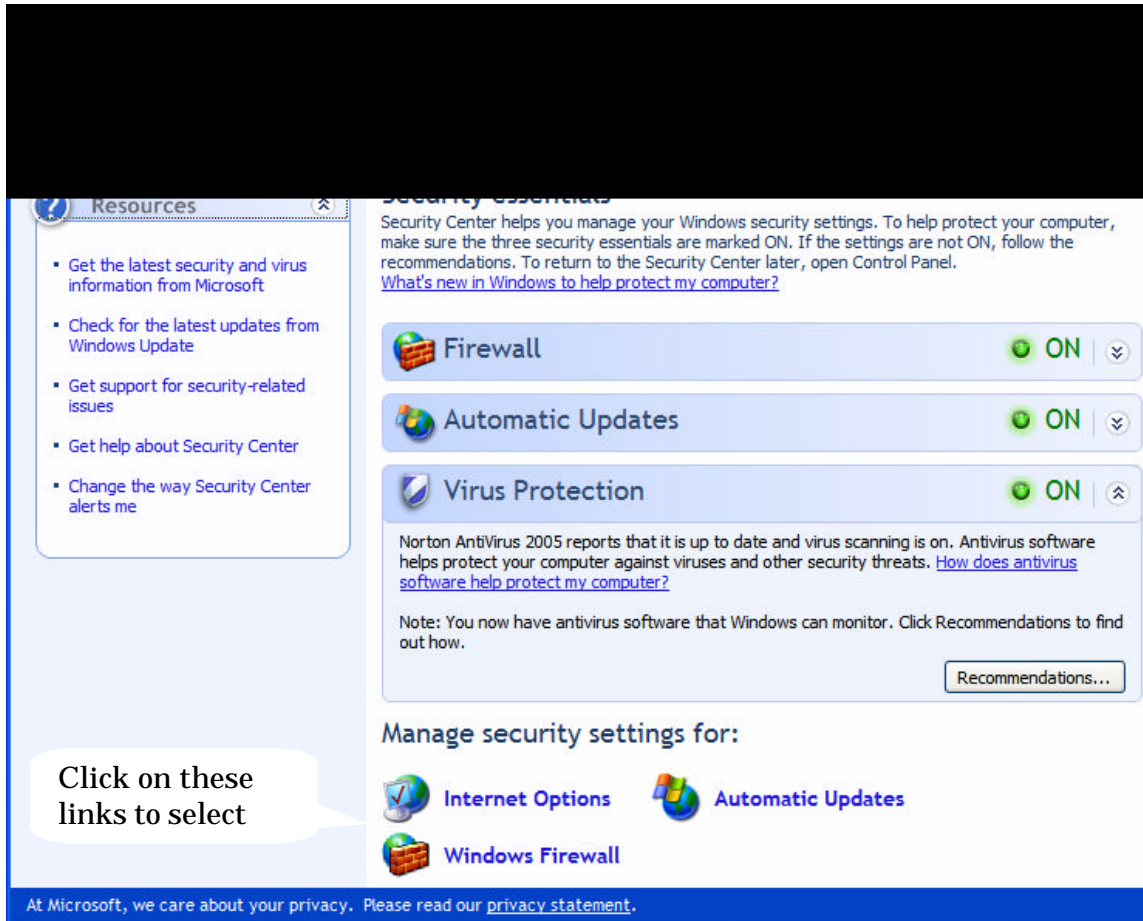 Resources
Security essentials
Security Center helps you manage your Windows security settings. To help protect your computer,
make sure the three security essentials are marked ON. If the settings are not ON, follow the
recommendations. To return to the Security Center later, open Control Panel.
What's new in Windows to help protect my computer?
Get the latest security and virus
information from Microsoft
Check for the latest updates from
Windows Update
Get support for security-related
issues
Get help about Security Center
Change the way Security Center
alerts me
Firewall ON
Automatic Updates ON
Virus Protection ON
Norton AntiVirus 2005 reports that it is up to date and virus scanning is on. Antivirus software
helps protect your computer against viruses and other security threats. How does antivirus
software help protect my computer?
Note: You now have antivirus software that Windows can monitor. Click Recommendations to find
out how.
Recommendations...
Manage security settings for:
Click on these
links to select
Internet Options
Automatic Updates
Windows Firewall
At Microsoft, we care about your privacy. Please read our privacy statement.